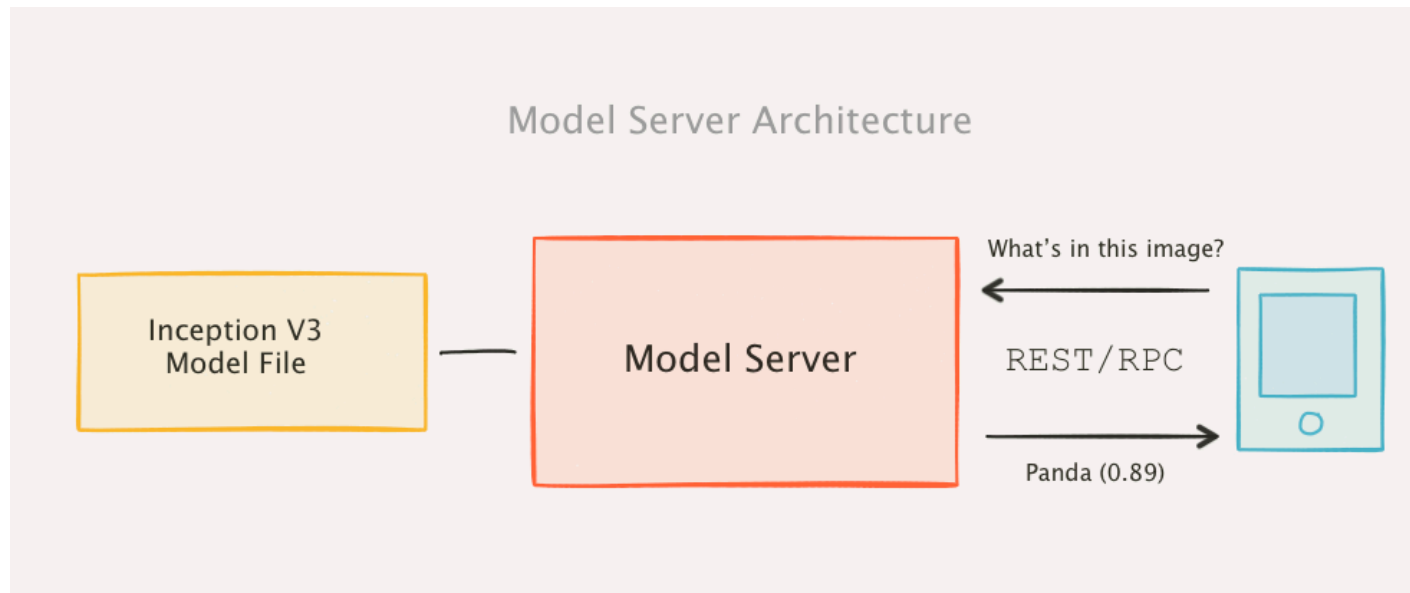 Model Server Architecture
Inception V3
Model File
Model Server
What's in this image?
REST/RPC
Panda (0.89)